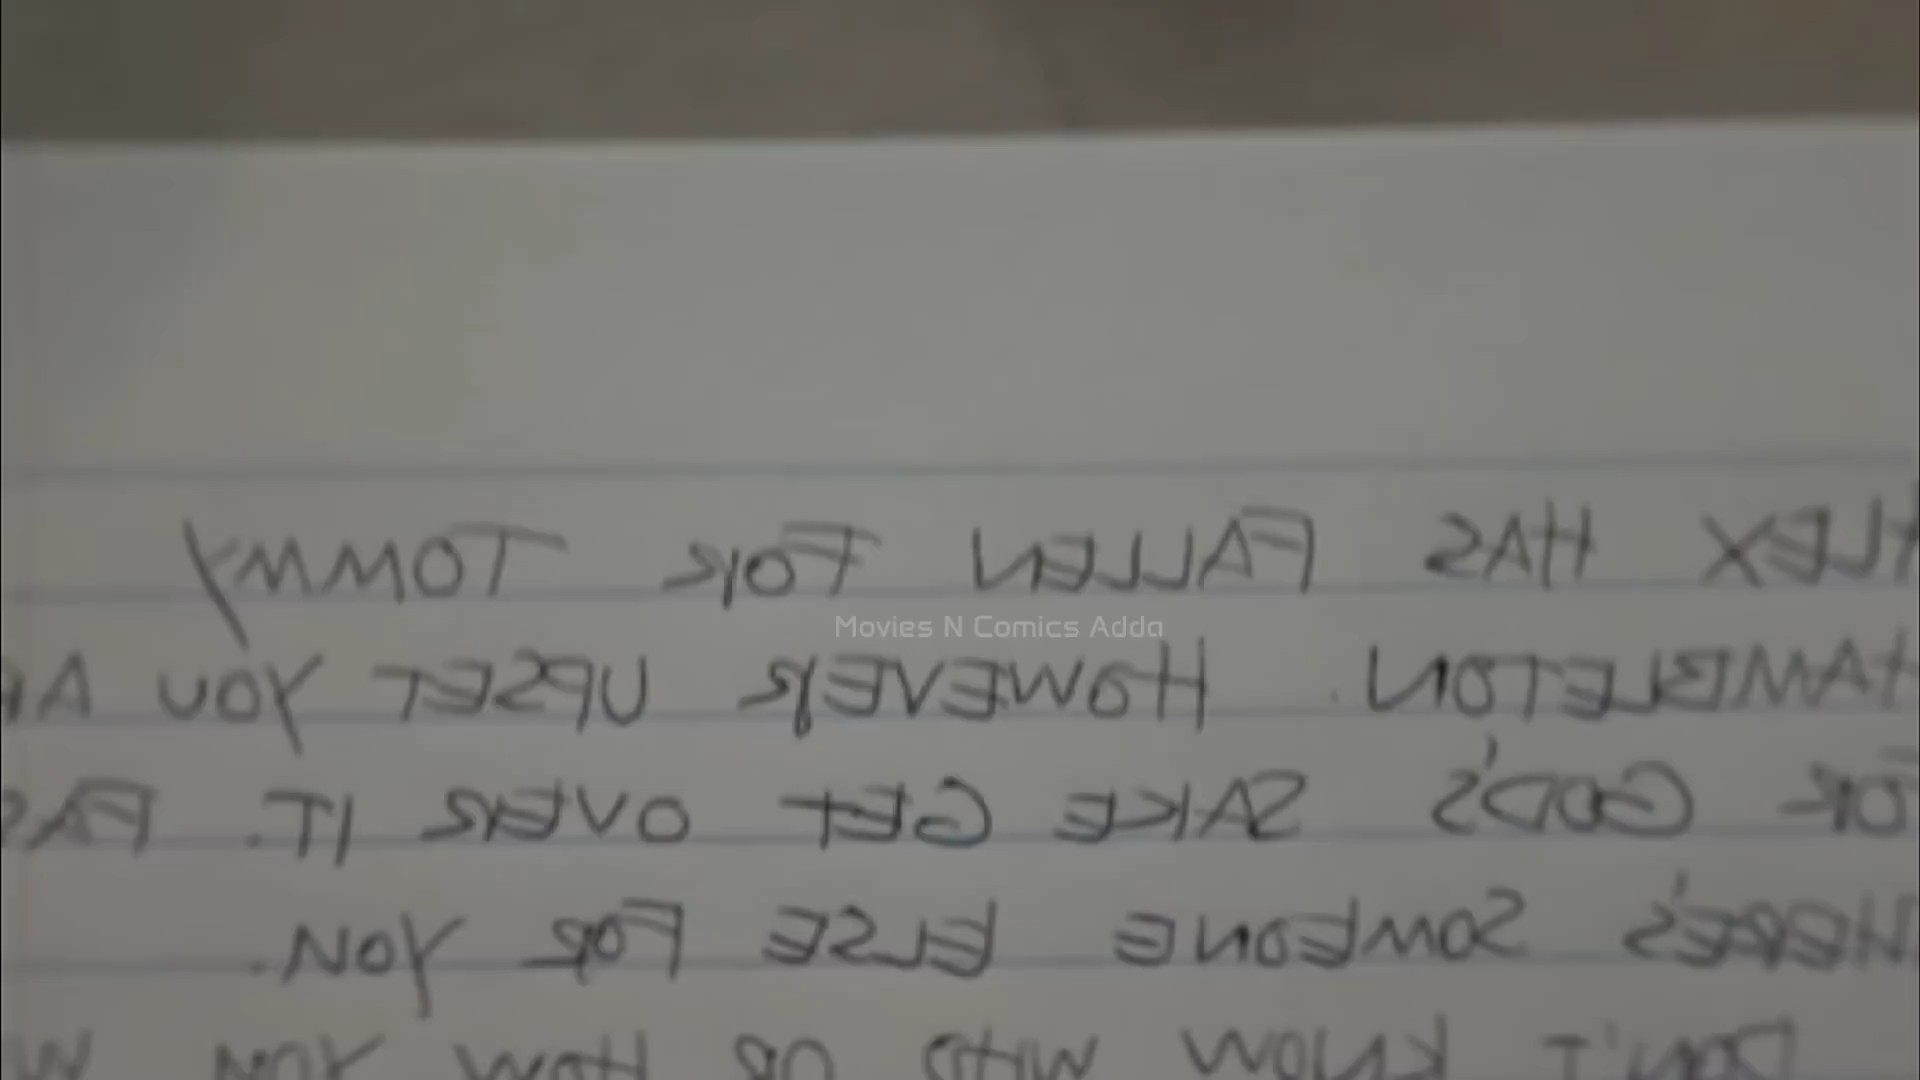 ALEX HAS FALLEN FOR TOMMY
HAMBLETON. HOWEVER UPSET YOU
FOR GOD'S SAKE GET OVER IT.
SOMEONE ELSE FOR YOU.
DON'T KNOW WHO OR HOW YOU
Movies N Comics Adda